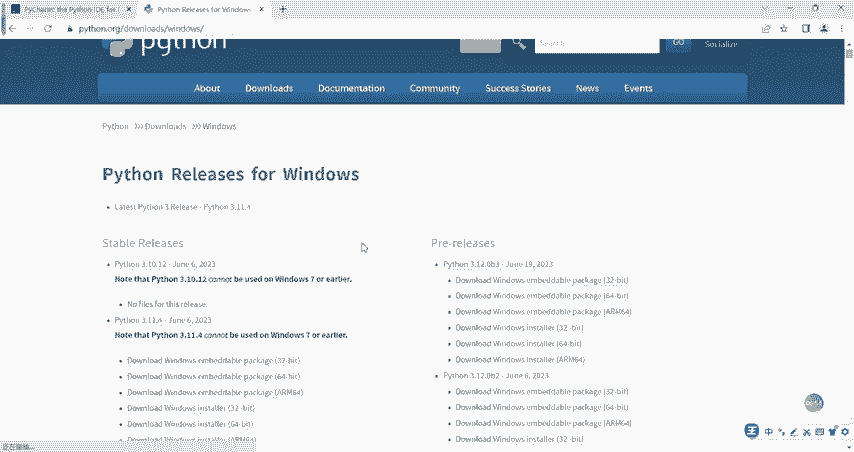 PyCharm: the Python IDE for
Python Releases for Windows
python.org/downloads/windows/
python
Search
GO
Socialize
About
Downloads
Documentation
Community
Success Stories
News
Events
Python >>> Downloads >>> Windows
Python Releases for Windows
Latest Python 3 Release - Python 3.11.4
Stable Releases
Python 3.10.12 - June 6, 2023
Note that Python 3.10.12 cannot be used on Windows 7 or earlier.
No files for this release.
Python 3.11.4 - June 6, 2023
Note that Python 3.11.4 cannot be used on Windows 7 or earlier.
Download Windows embeddable package (32-bit)
Download Windows embeddable package (64-bit)
Download Windows embeddable package (ARM64)
Download Windows installer (32 -bit)
Download Windows installer (64-bit)
Download Windows installer (ARM64)
Pre-releases
Python 3.12.0b3 - June 19, 2023
Download Windows embeddable package (32-bit)
Download Windows embeddable package (64-bit)
Download Windows embeddable package (ARM64)
Download Windows installer (32 -bit)
Download Windows installer (64-bit)
Download Windows installer (ARM64)
Python 3.12.0b2 - June 6, 2023
Download Windows embeddable package (32-bit)
Download Windows embeddable package (64-bit)
Download Windows embeddable package (ARM64)
Download Windows installer (32 -bit)
中